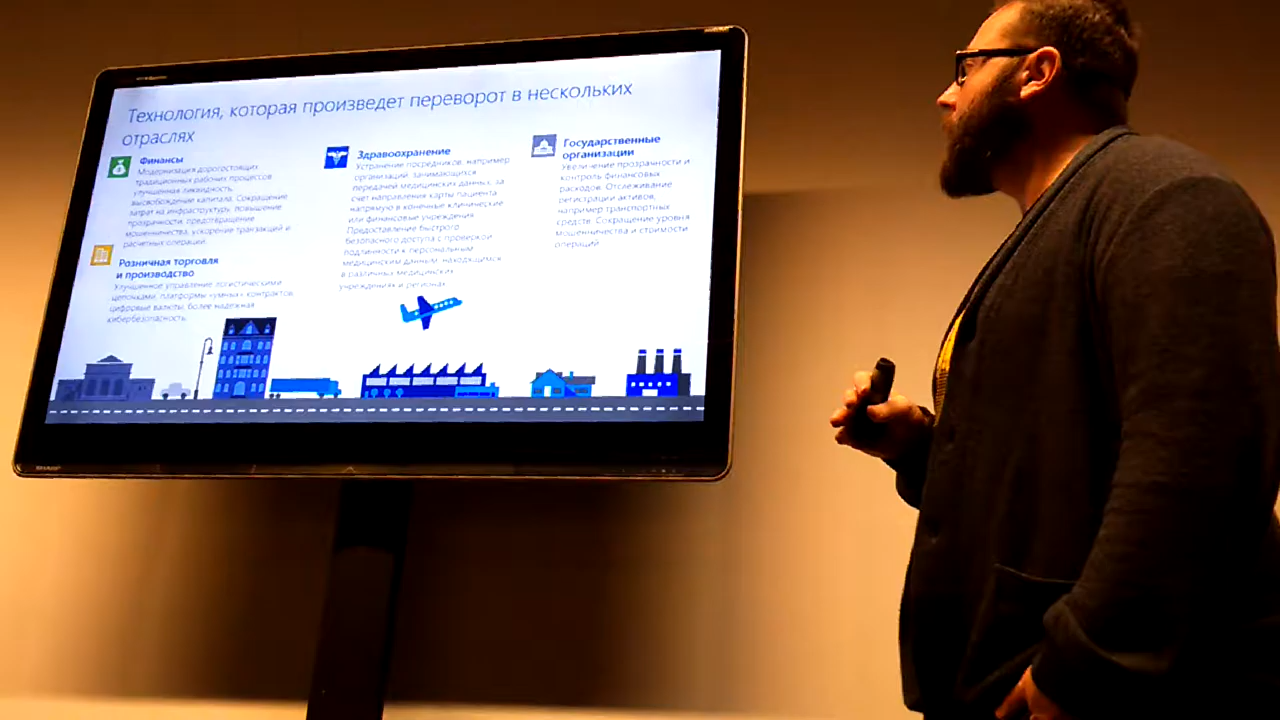 Технология, которая произведет переворот в нескольких
отраслях
Финансы
Модернизация дорогостоящих
традиционных рабочих процессов
улучшенная ликвидность,
высвобождение капитала. Сокращение
затрат на инфраструктуру, повышение
прозрачности, предотвращение
мошенничества, ускорение транзакций и
расчетных операций.
Розничная торговля
и производство
Улучшенное управление логистическими
цепочками, платформы «умных» контрактов,
цифровые валюты, более надежная
кибербезопасность.
Здравоохранение
Устранение посредников, например
организаций, занимающихся
передачей медицинских данных, за
счет направления карты пациента
напрямую в конечные клинические
или финансовые учреждения.
Предоставление быстрого
безопасного доступа с проверкой
подлинности к персональным
медицинским данным, находящимся
в различных медицинских
учреждениях и регионах
Государственные
организации
Увеличение прозрачности и
контроль финансовых
расходов. Отслеживание
регистрации активов,
например транспортных
средств. Сокращение уровня
мошенничества и стоимости
операций